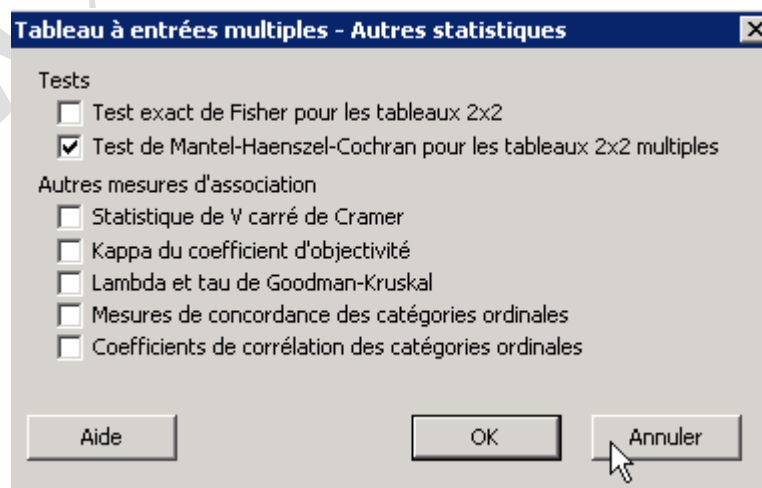 Tableau à entrées multiples - Autres statistiques
Tests
Test exact de Fisher pour les tableaux 2x2
Test de Mantel-Haenszel-Cochran pour les tableaux 2x2 multiples
Autres mesures d'association
Statistique de V carré de Cramer
Kappa du coefficient d'objectivité
Lambda et tau de Goodman-Kruskal
Mesures de concordance des catégories ordinales
Coefficients de corrélation des catégories ordinales
Aide OK Annuler